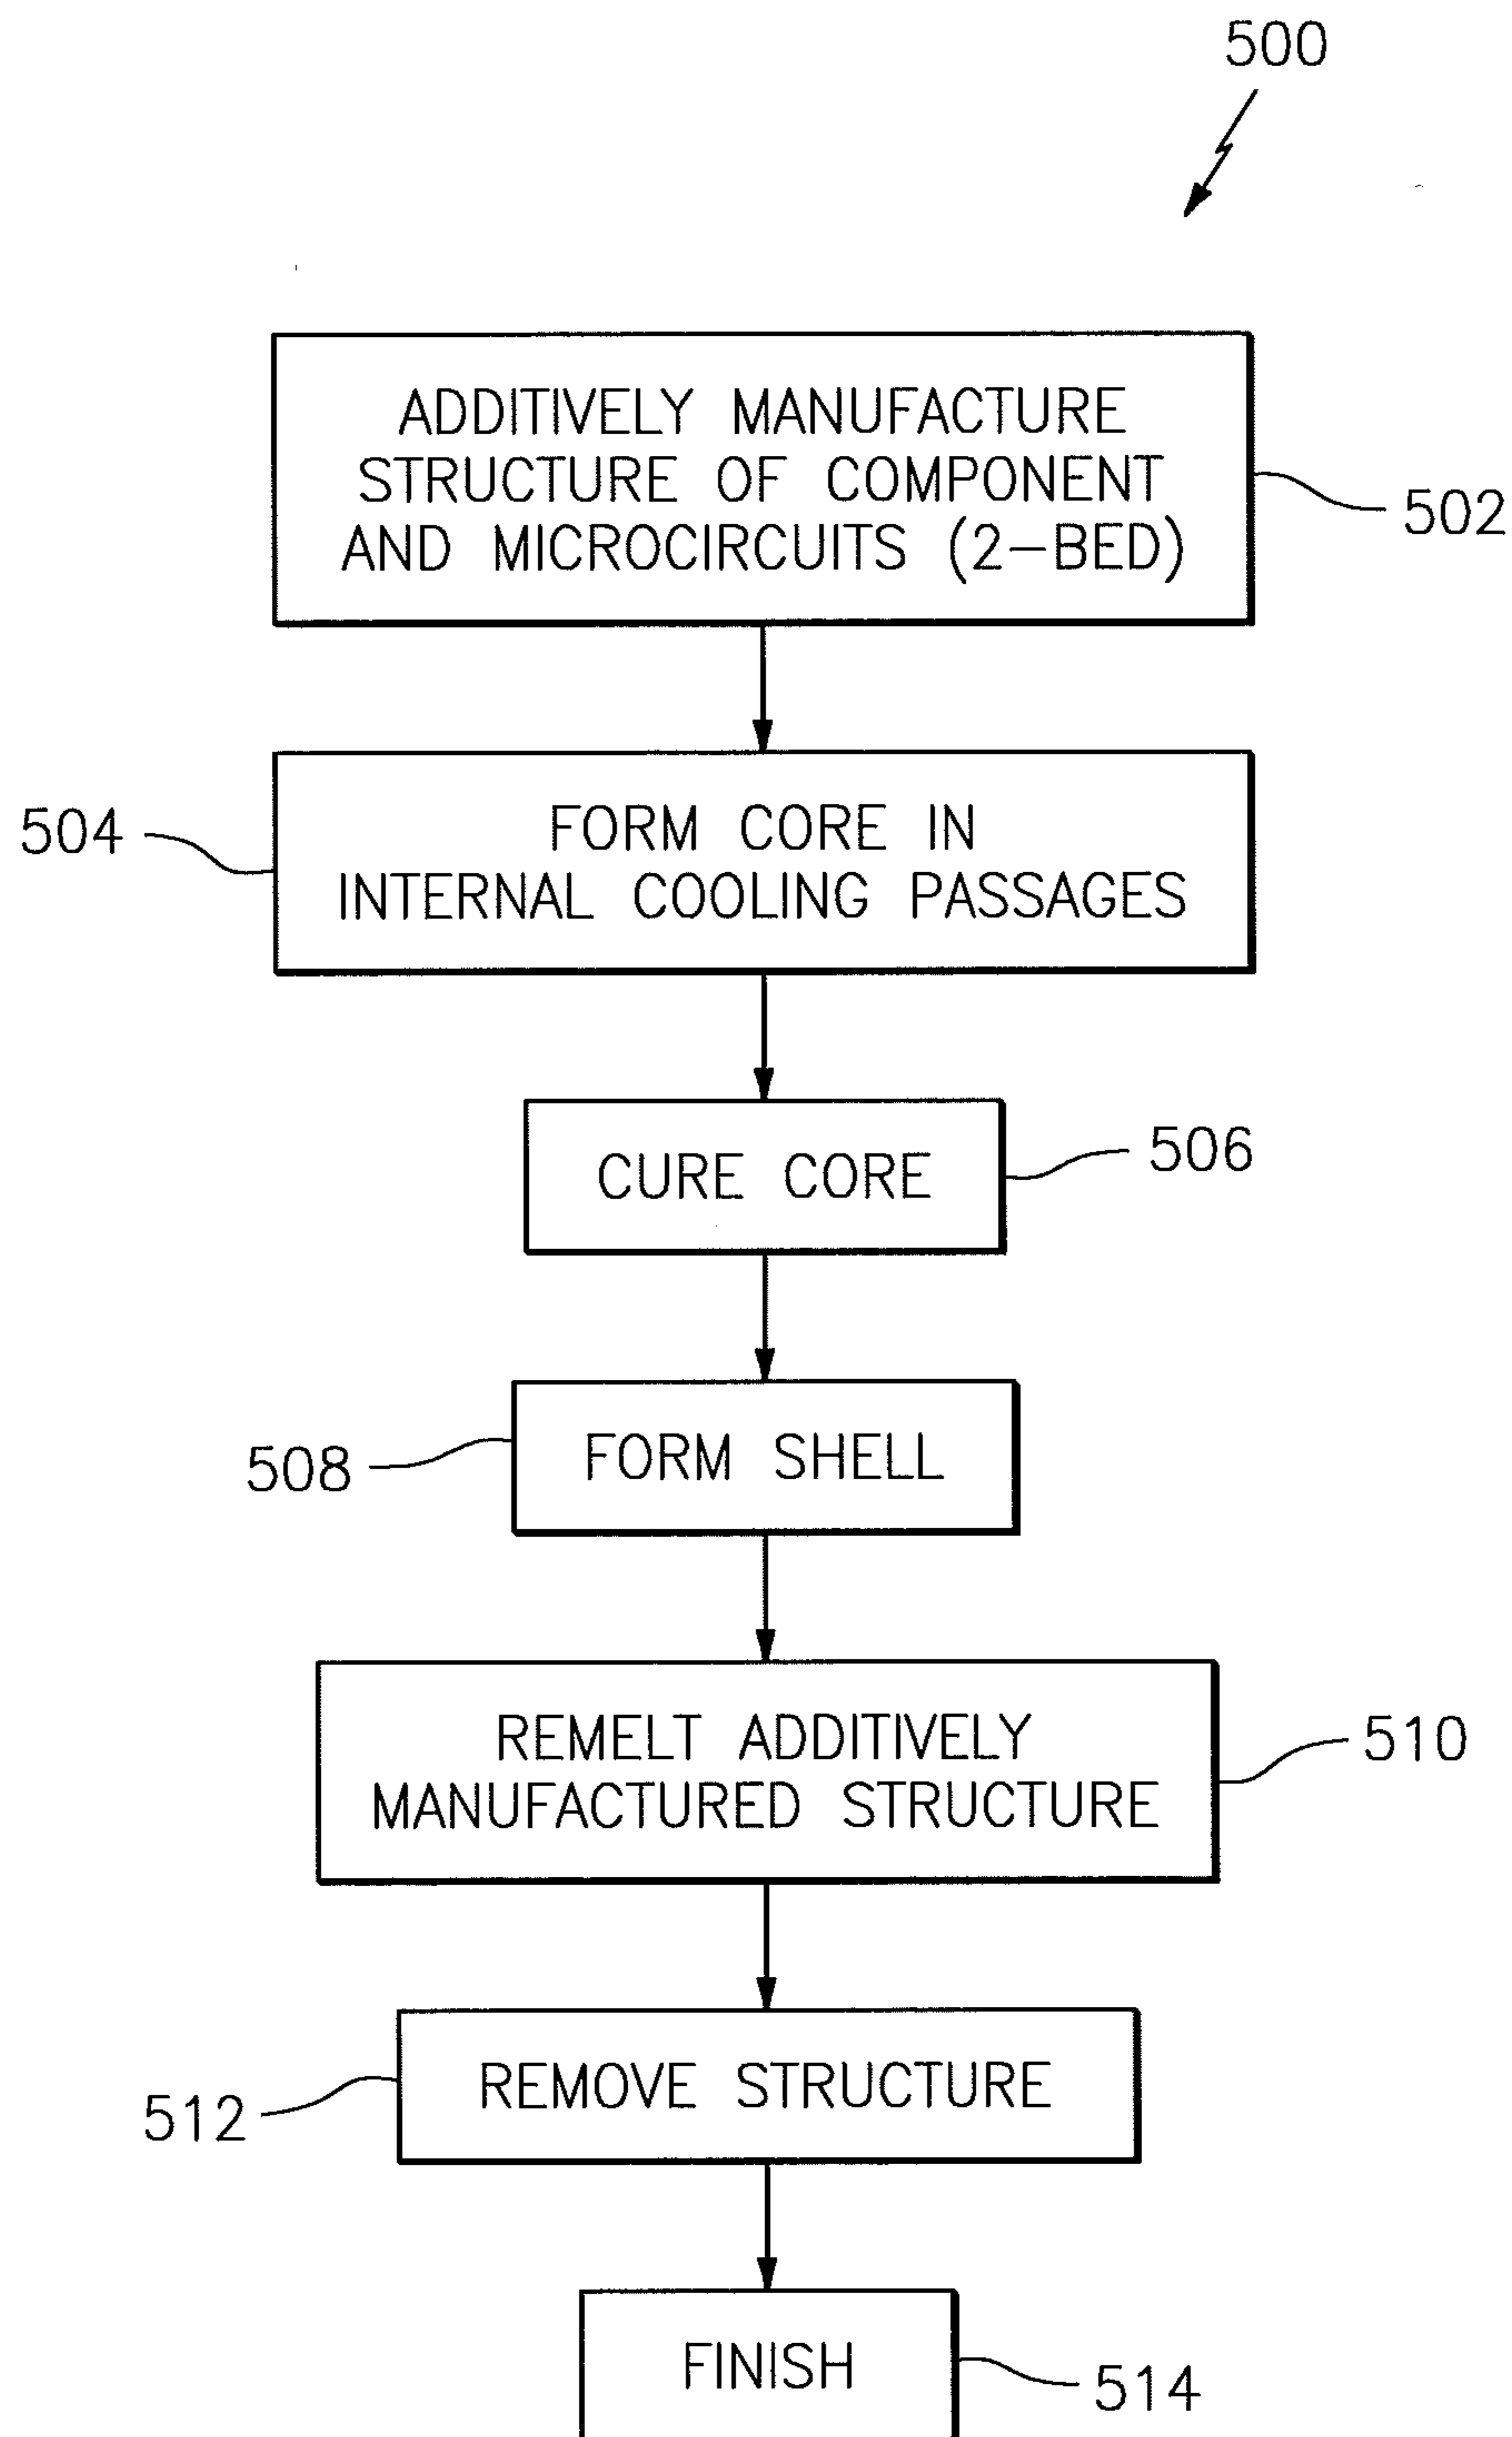 500
ADDITIVELY MANUFACTURE
STRUCTURE OF COMPONENT
AND MICROCIRCUITS (2-BED)
502
FORM CORE IN
INTERNAL COOLING PASSAGES
504
CURE CORE
506
FORM SHELL
508
REMELT ADDITIVELY
MANUFACTURED STRUCTURE
510
REMOVE STRUCTURE
512
FINISH
514